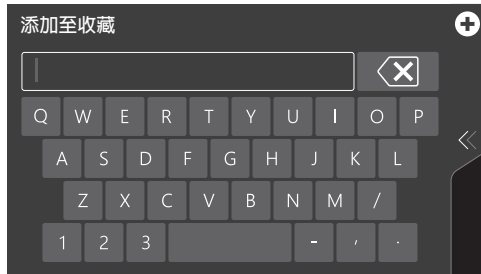 添加至收藏
Q W E R T Y U I O P
A S D F G H J K L
Z X C V B N M /
1 2 3 - , .